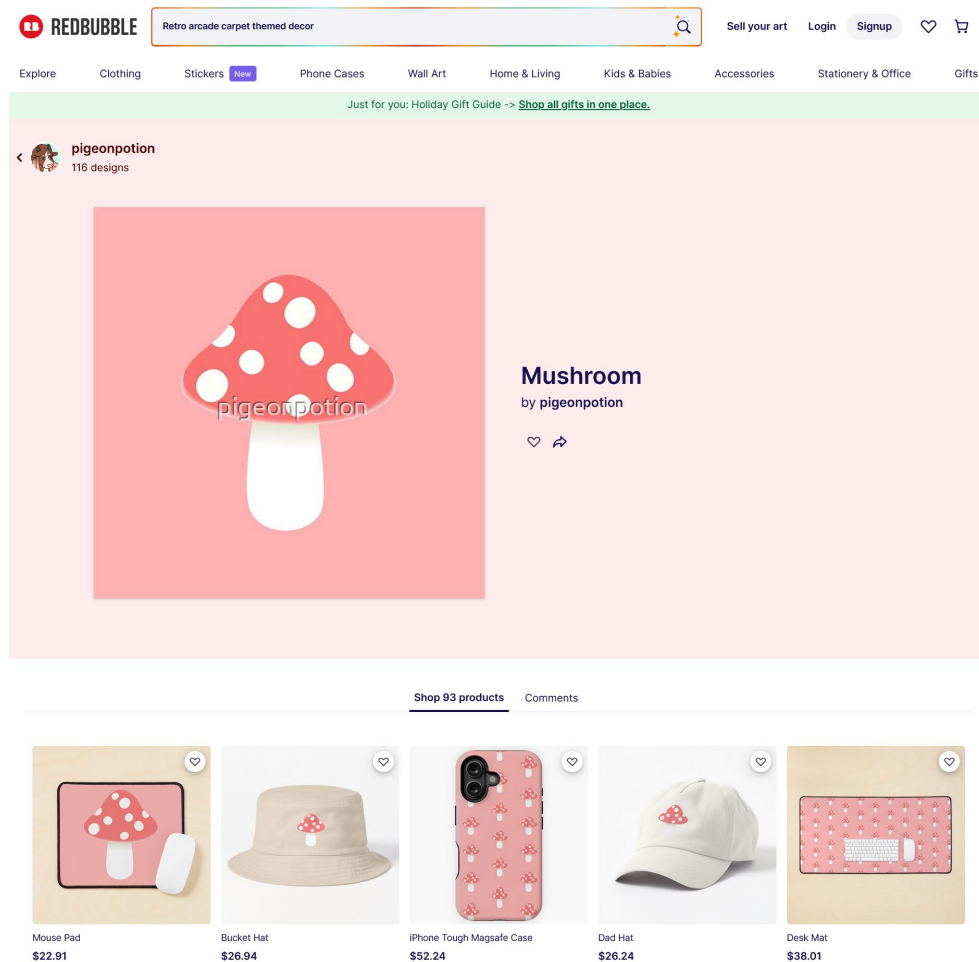 RB REDBUBBLE
Retro arcade carpet themed decor
Sell your art
Login
Signup
Explore
Clothing
Stickers New
Phone Cases
Wall Art
Home & Living
Kids & Babies
Accessories
Stationery & Office
Gifts
Just for you: Holiday Gift Guide -> Shop all gifts in one place.
pigeonpotion
116 designs
pigeonpotion
Mushroom
by pigeonpotion
Shop 93 products
Comments
Mouse Pad
$22.91
Bucket Hat
$26.94
iPhone Tough Magsafe Case
$52.24
Dad Hat
$26.24
Desk Mat
$38.01